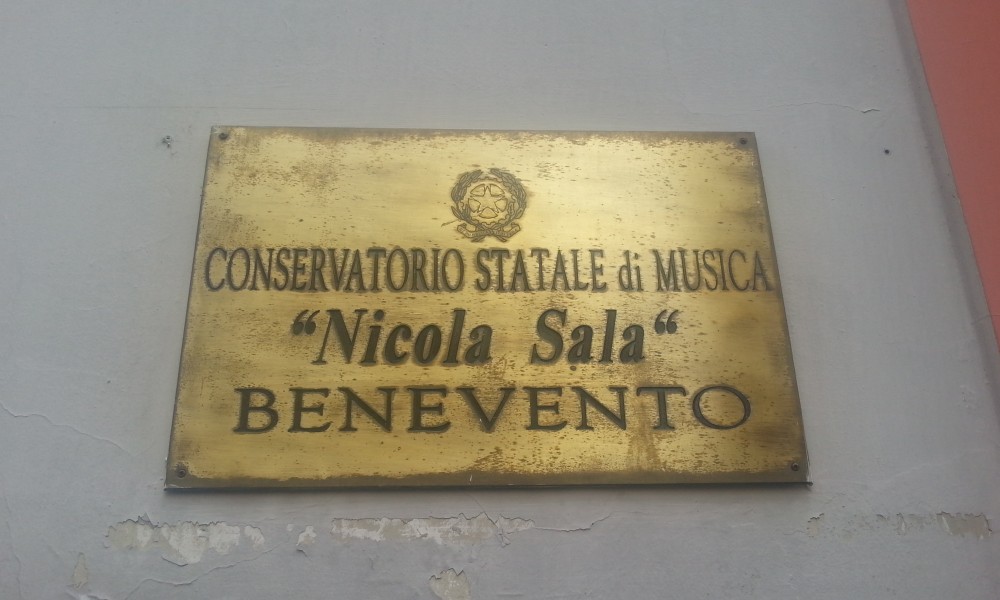 CONSERVATORIO STATALE di MUSICA
“Nicola Sala“
BENEVENTO